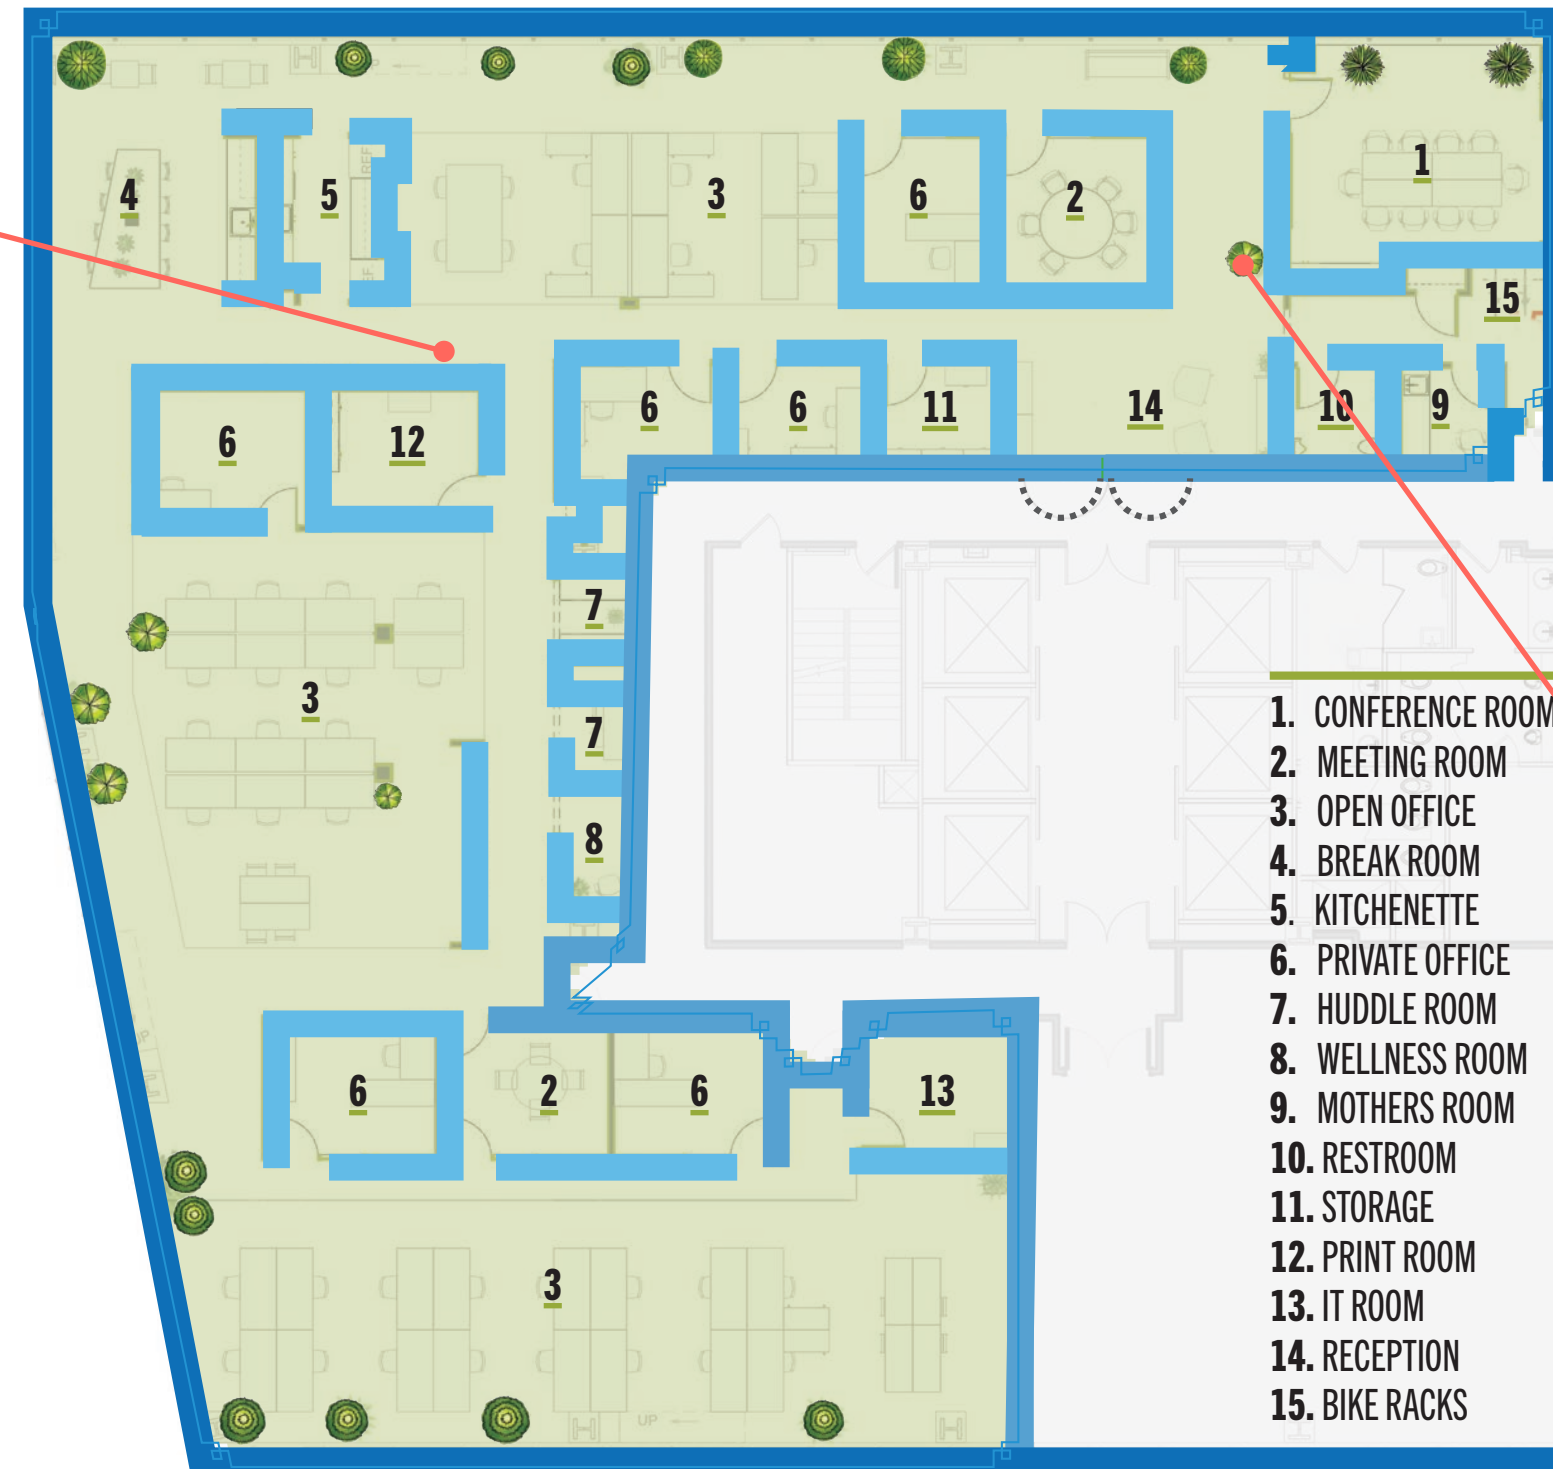 1
4
5
3
6
2
15
6
12
6
6
11
14
10
9
7
3
7
8
6
2
6
13
3
UP
1. CONFERENCE ROOM
2. MEETING ROOM
3. OPEN OFFICE
4. BREAK ROOM
5. KITCHENETTE
6. PRIVATE OFFICE
7. HUDDLE ROOM
8. WELLNESS ROOM
9. MOTHERS ROOM
10. RESTROOM
11. STORAGE
12. PRINT ROOM
13. IT ROOM
14. RECEPTION
15. BIKE RACKS